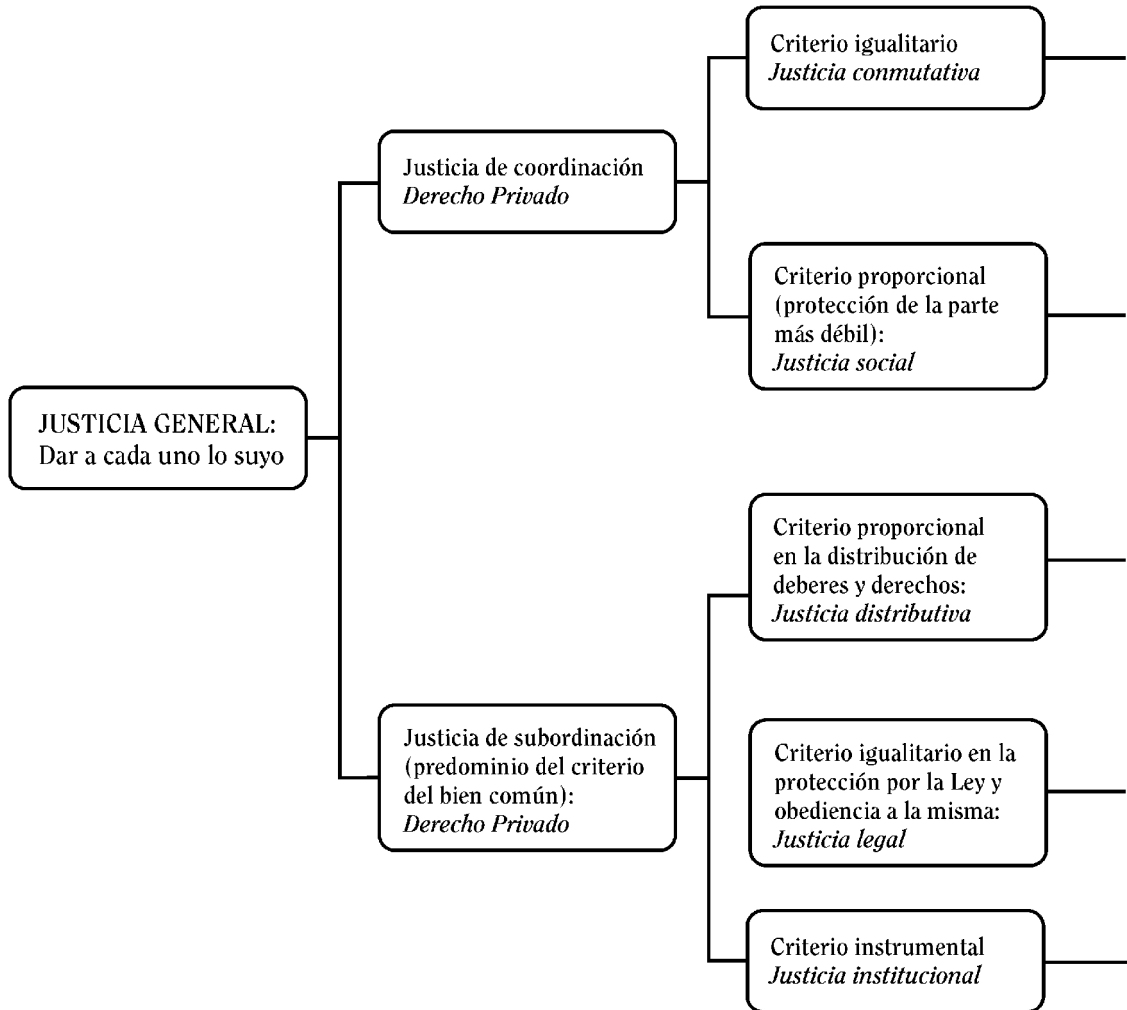 Criterio igualitario
Justicia conmutativa
Justicia de coordinación
Derecho Privado
Criterio proporcional
(protección de la parte
más débil):
Justicia social
JUSTICIA GENERAL:
Dar a cada uno lo suyo
Criterio proporcional
en la distribución de
deberes y derechos:
Justicia distributiva
Justicia de subordinación
(predominio del criterio
del bien común):
Derecho Privado
Criterio igualitario en la
protección por la Ley y
obediencia a la misma:
Justicia legal
Criterio instrumental
Justicia institucional